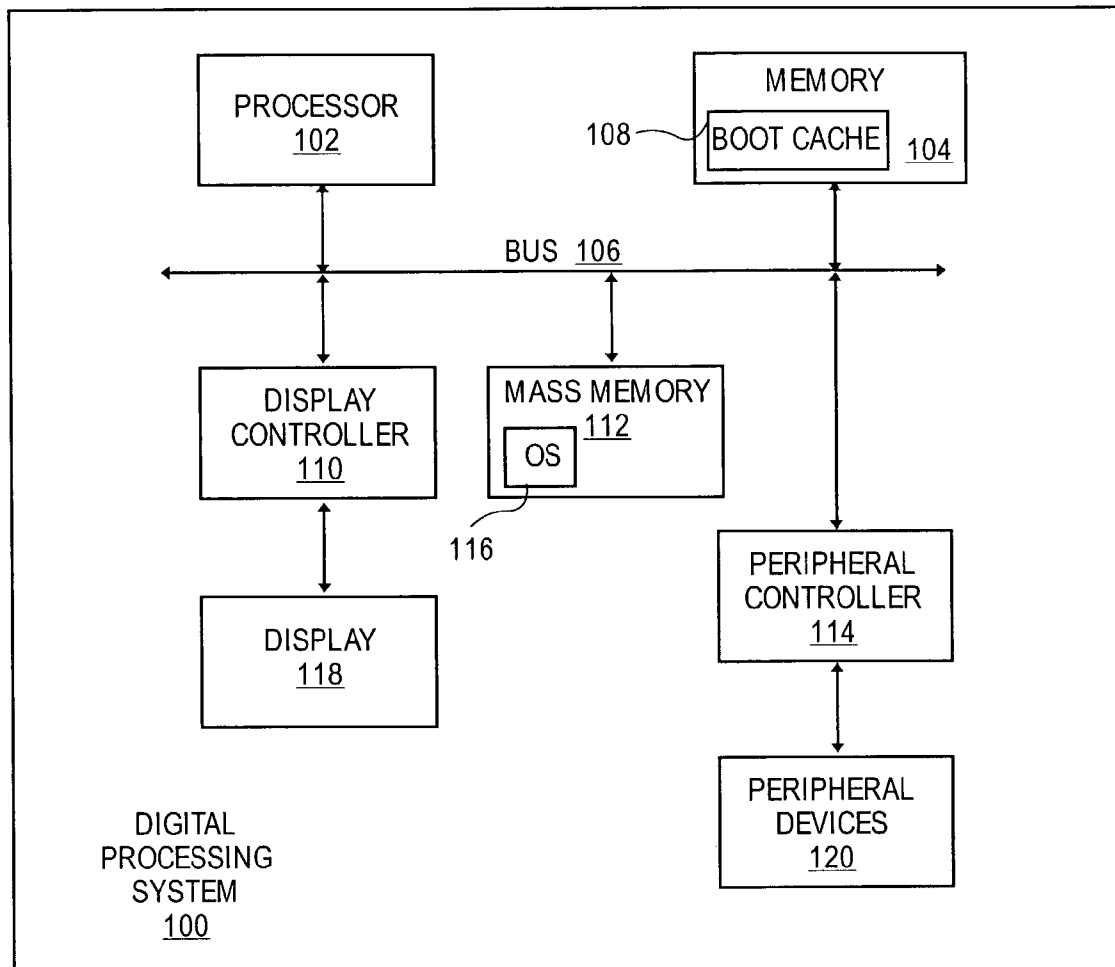 PROCESSOR
102
MEMORY
108
BOOT CACHE
104
BUS 106
DISPLAY
CONTROLLER
110
MASS MEMORY
112
OS
116
PERIPHERAL
CONTROLLER
114
DISPLAY
118
PERIPHERAL
DEVICES
120
DIGITAL
PROCESSING
SYSTEM
100